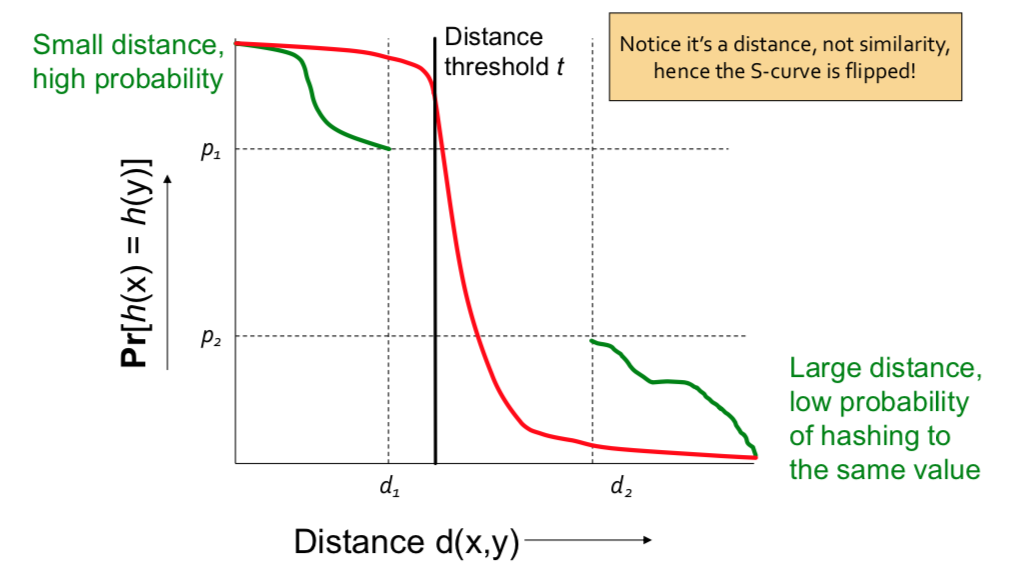 Small distance,
high probability
Distance
threshold t
Notice it's a distance, not similarity,
hence the S-curve is flipped!
p₁
Pr[h(x) = h(y)]
p₂
Large distance,
low probability
of hashing to
the same value
d₁
d₂
Distance d(x,y)